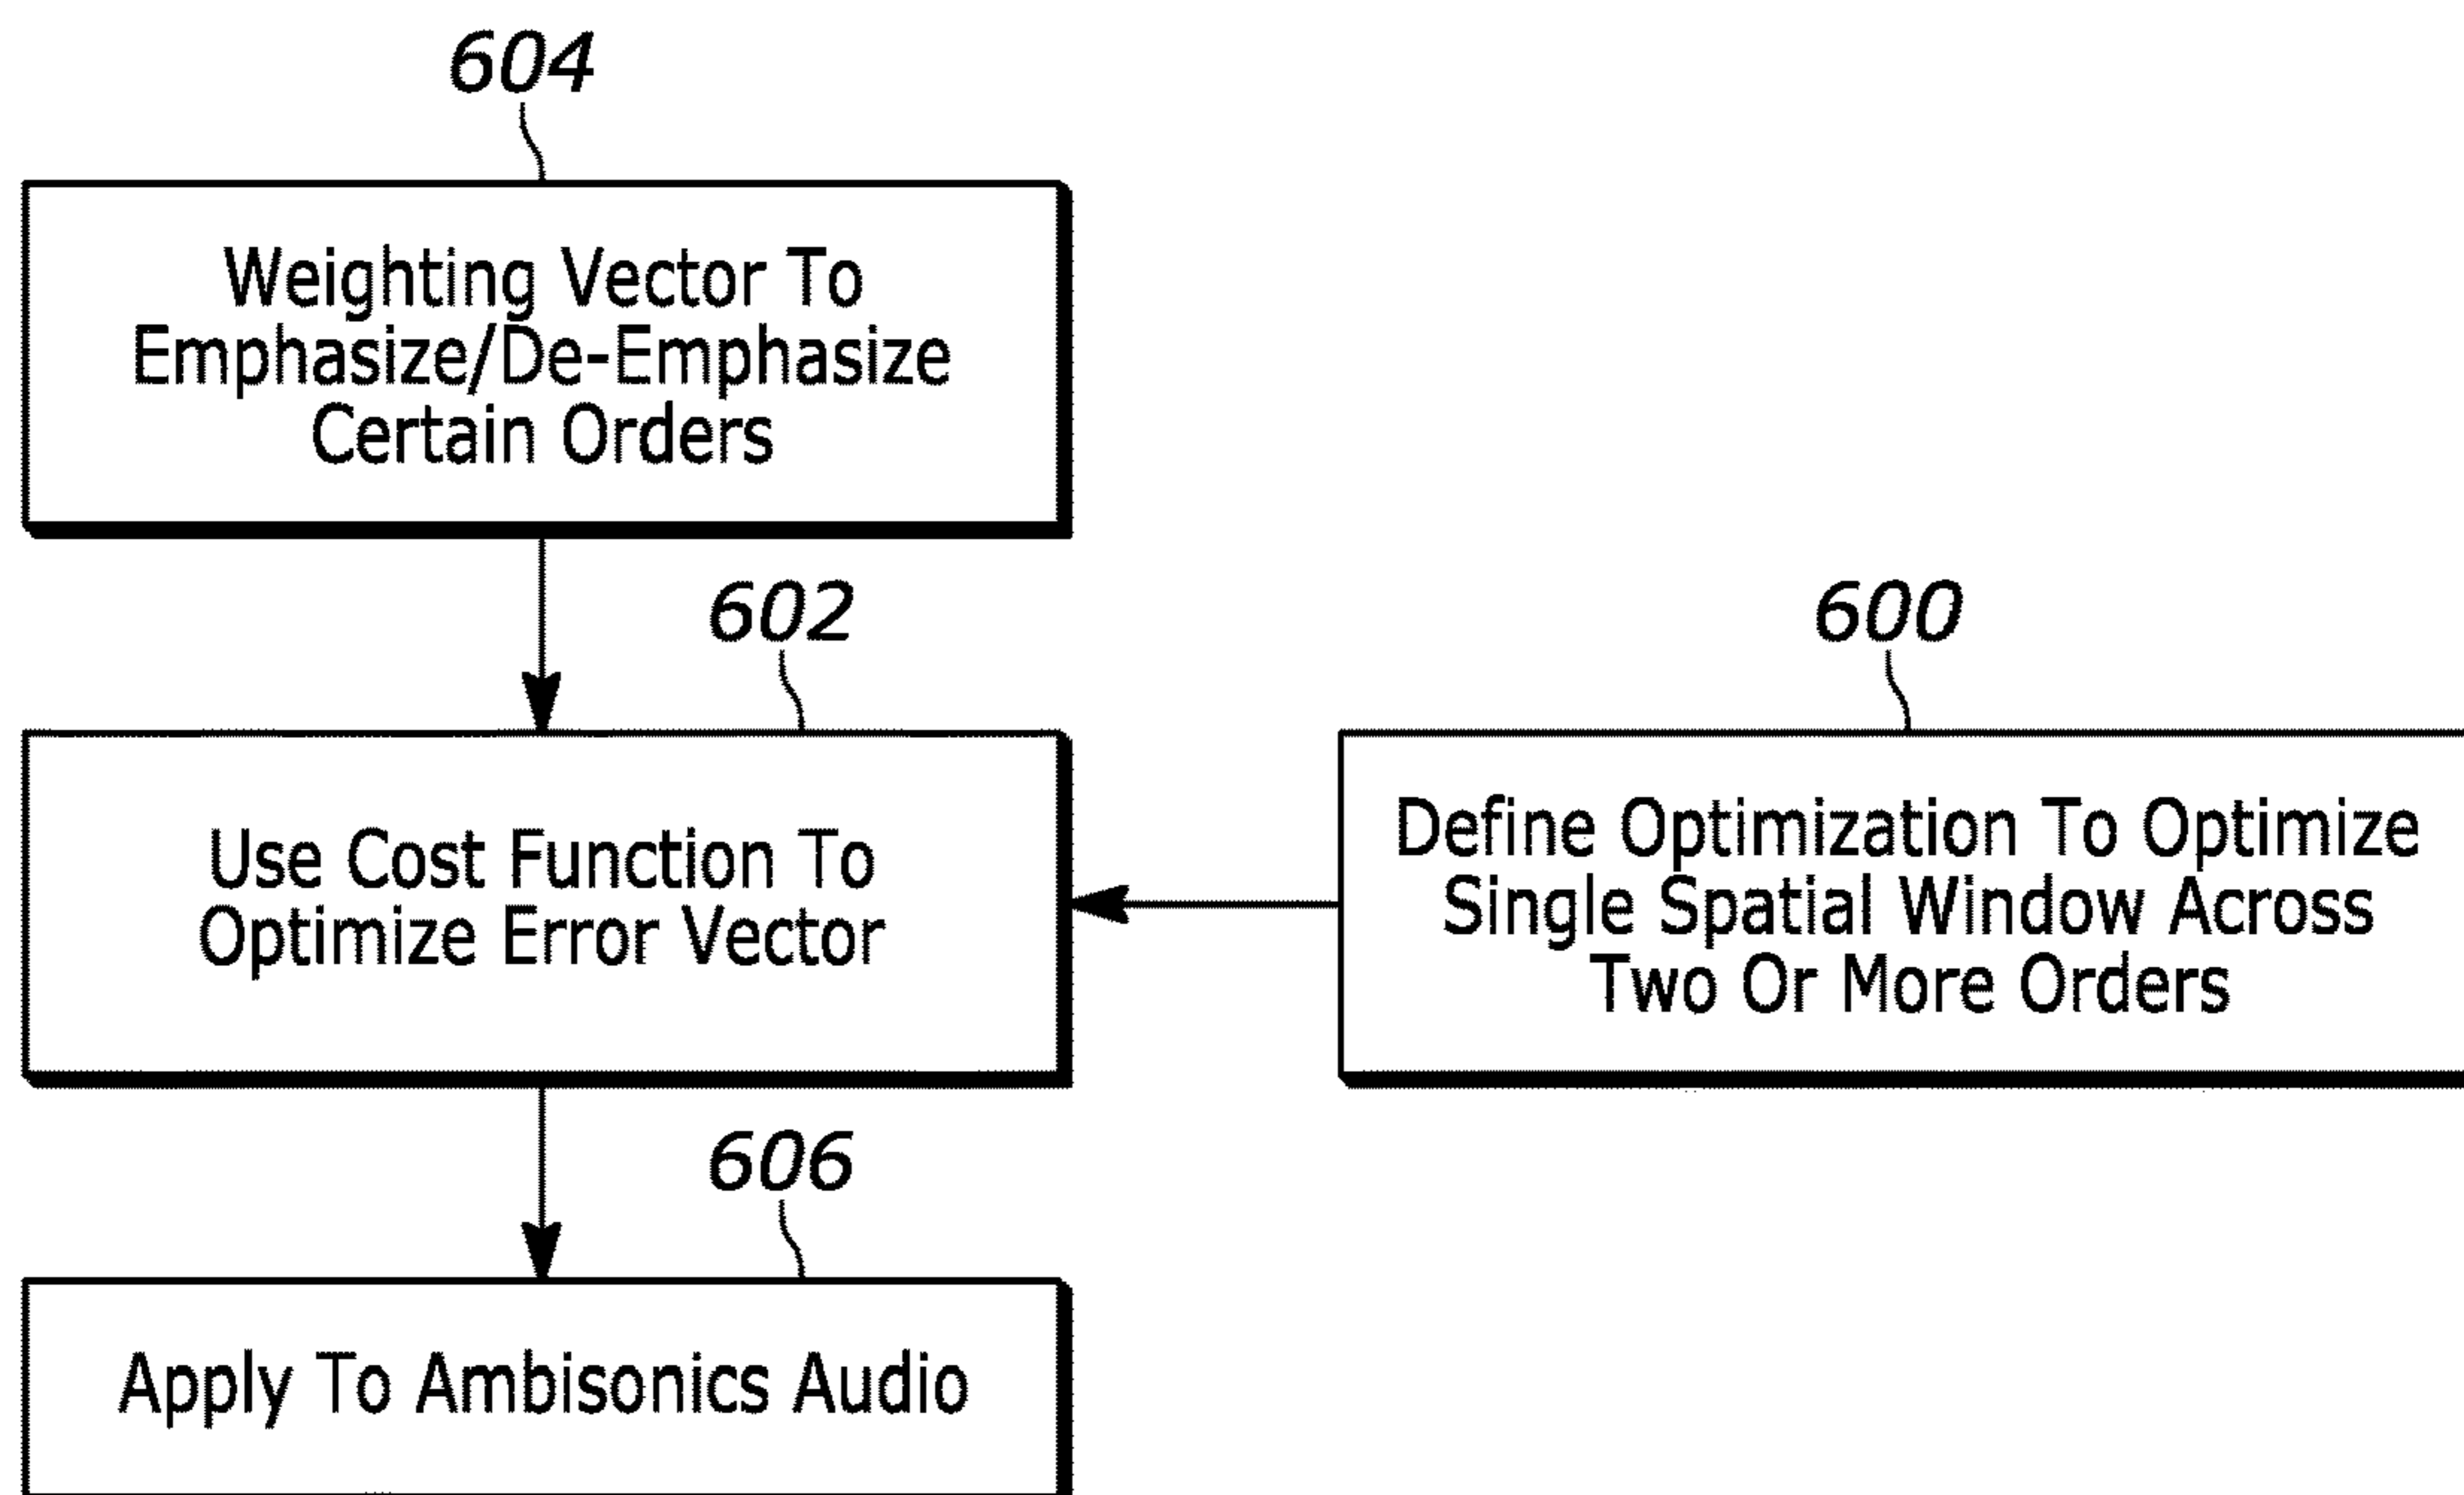 604
Weighting Vector To
Emphasize/De-Emphasize
Certain Orders
602
Use Cost Function To
Optimize Error Vector
600
Define Optimization To Optimize
Single Spatial Window Across
Two Or More Orders
606
Apply To Ambisonics Audio